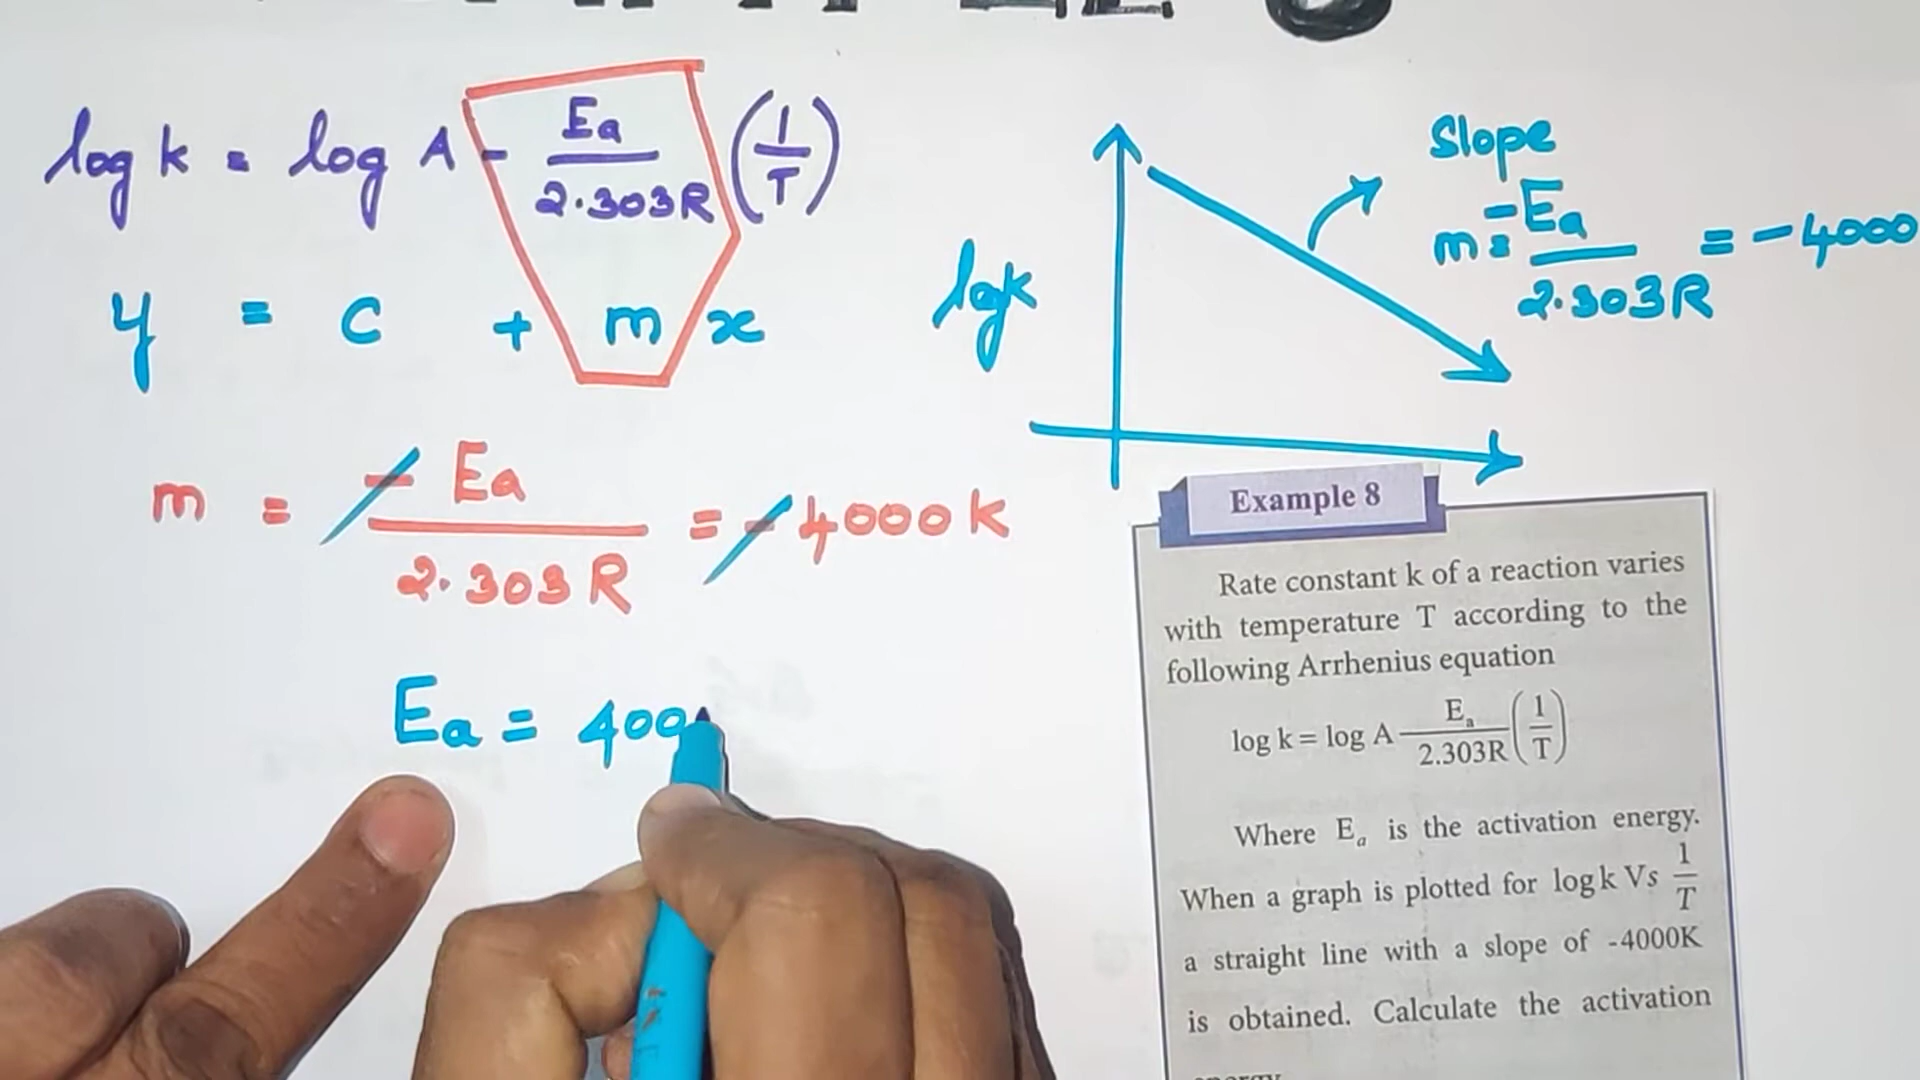 log k = log A - Ea/2.303R (1/T)
y = c + m x
m = - Ea/2.303R = - 4000 k
Ea = 400
logk
Slope
m = -Ea/2.303R = -4000
Example 8
Rate constant k of a reaction varies
with temperature T according to the
following Arrhenius equation
log k = log A - Ea/2.303R (1/T)
Where Ea is the activation energy.
When a graph is plotted for log k Vs 1/T
a straight line with a slope of -4000K
is obtained. Calculate the activation